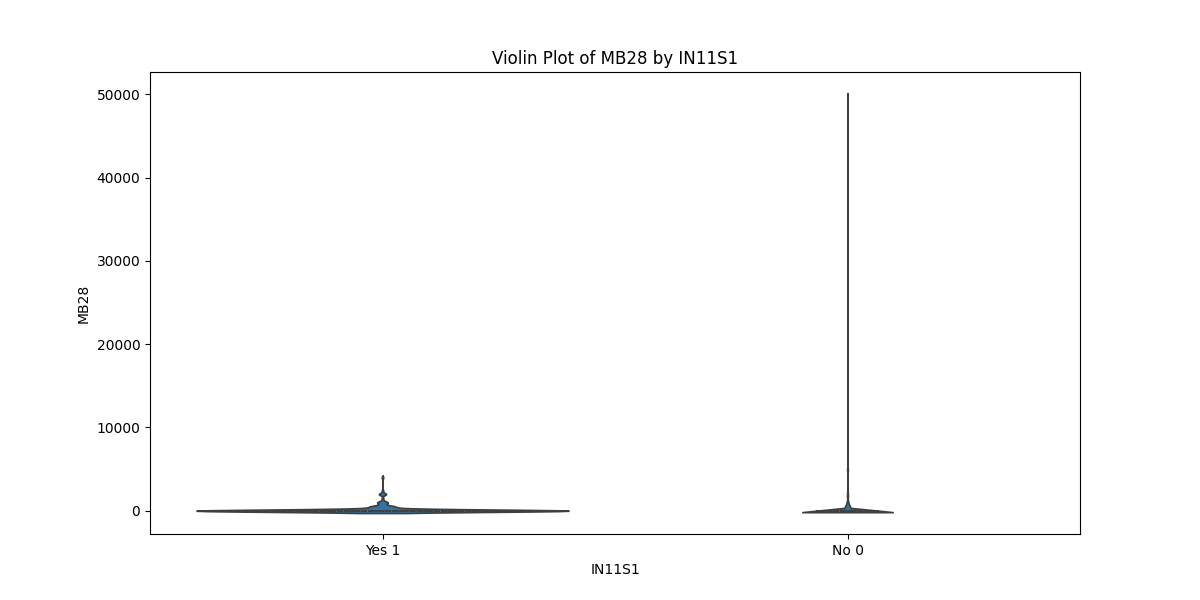 Violin Plot of MB28 by IN11S1
50000
40000
30000
20000
10000
0
MB28
Yes 1
No 0
IN11S1